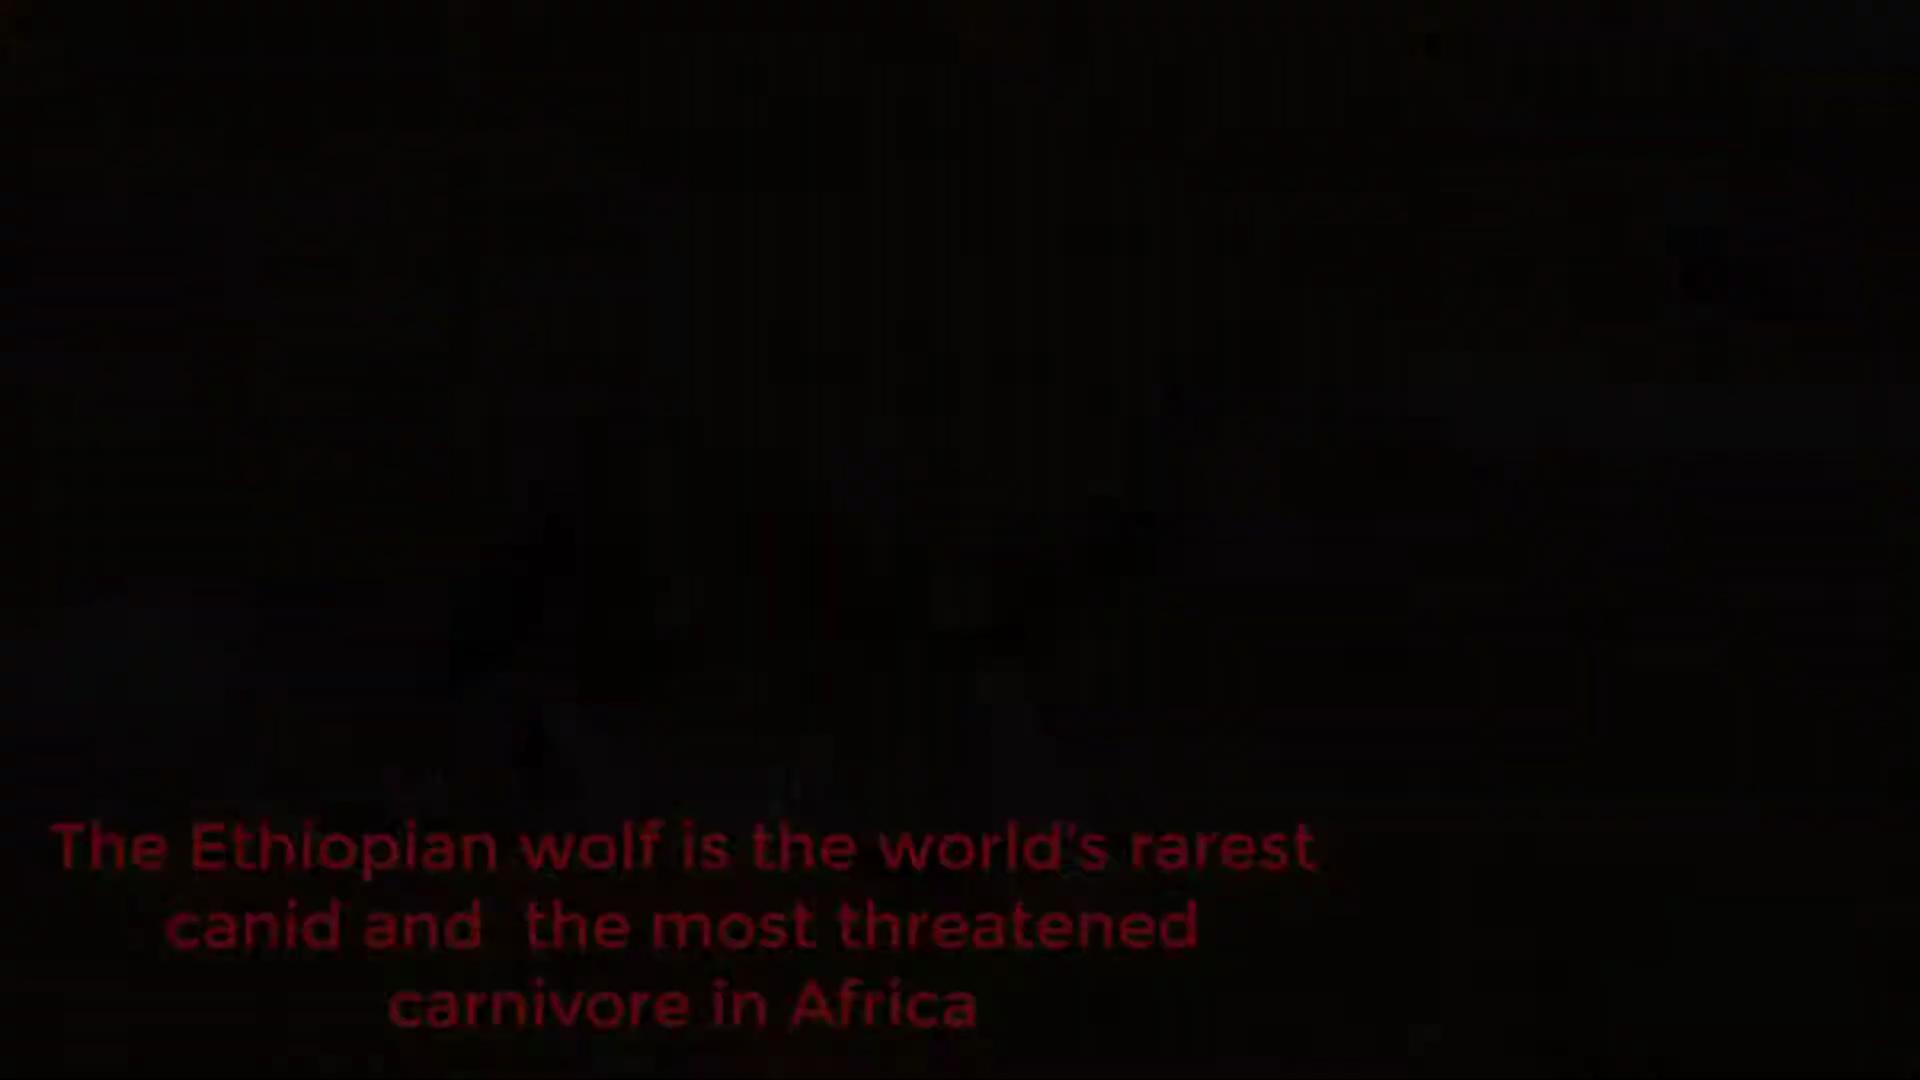 The Ethiopian wolf is the world's rarest
canid and  the most threatened
carnivore in Africa